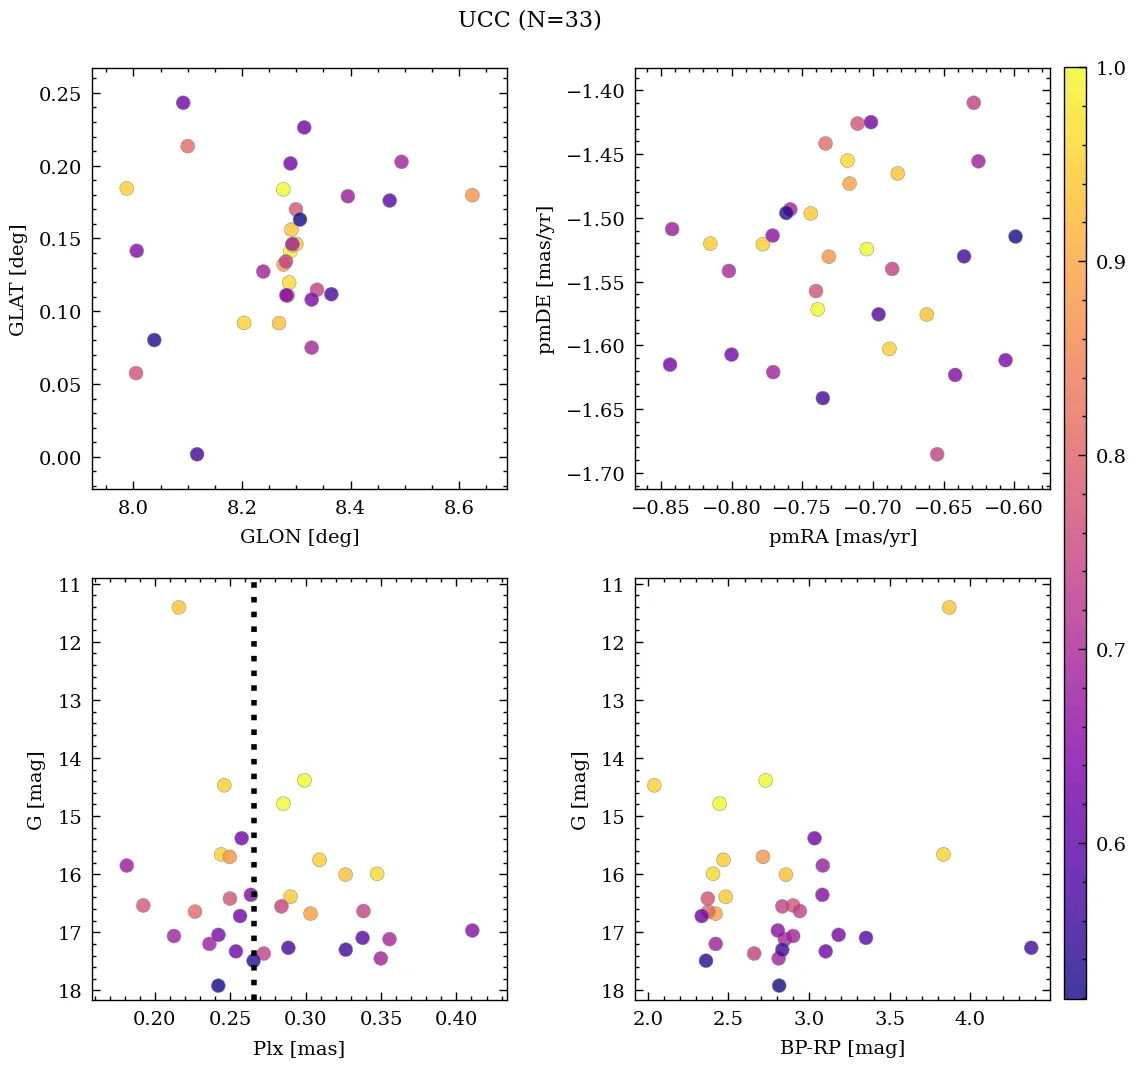 UCC (N=33)
0.25
0.20
0.15
0.10
0.05
0.00
GLAT [deg]
8.0 8.2 8.4 8.6
GLON [deg]
−1.40
−1.45
−1.50
−1.55
−1.60
−1.65
−1.70
pmDE [mas/yr]
−0.85 −0.80 −0.75 −0.70 −0.65 −0.60
pmRA [mas/yr]
11
12
13
14
15
16
17
18
G [mag]
0.20 0.25 0.30 0.35 0.40
Plx [mas]
11
12
13
14
15
16
17
18
G [mag]
2.0 2.5 3.0 3.5 4.0
BP-RP [mag]
1.0
0.9
0.8
0.7
0.6